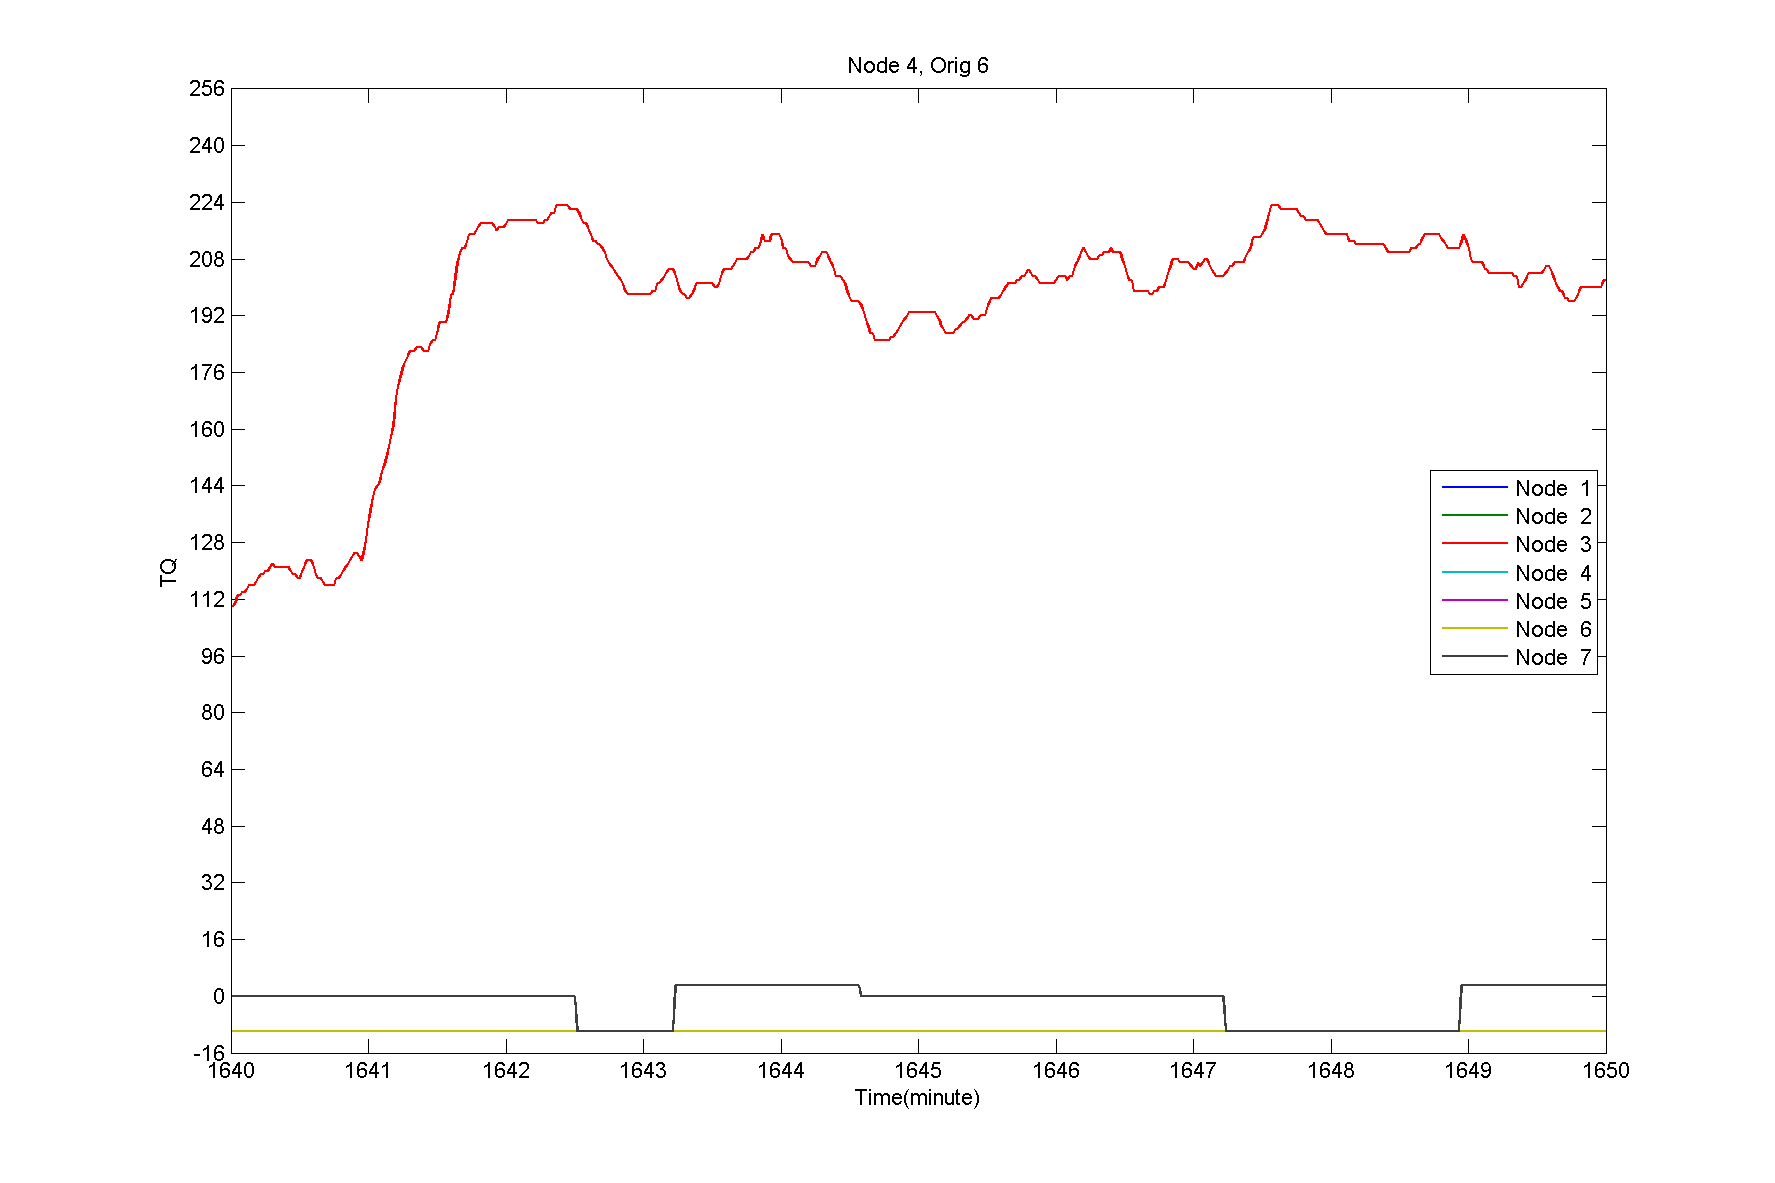 Node 4, Orig 6
256
240
224
208
192
176
160
144
128
112
96
80
64
48
32
16
0
-16
TQ
Node 1
Node 2
Node 3
Node 4
Node 5
Node 6
Node 7
1640 1641 1642 1643 1644 1645 1646 1647 1648 1649 1650
Time(minute)